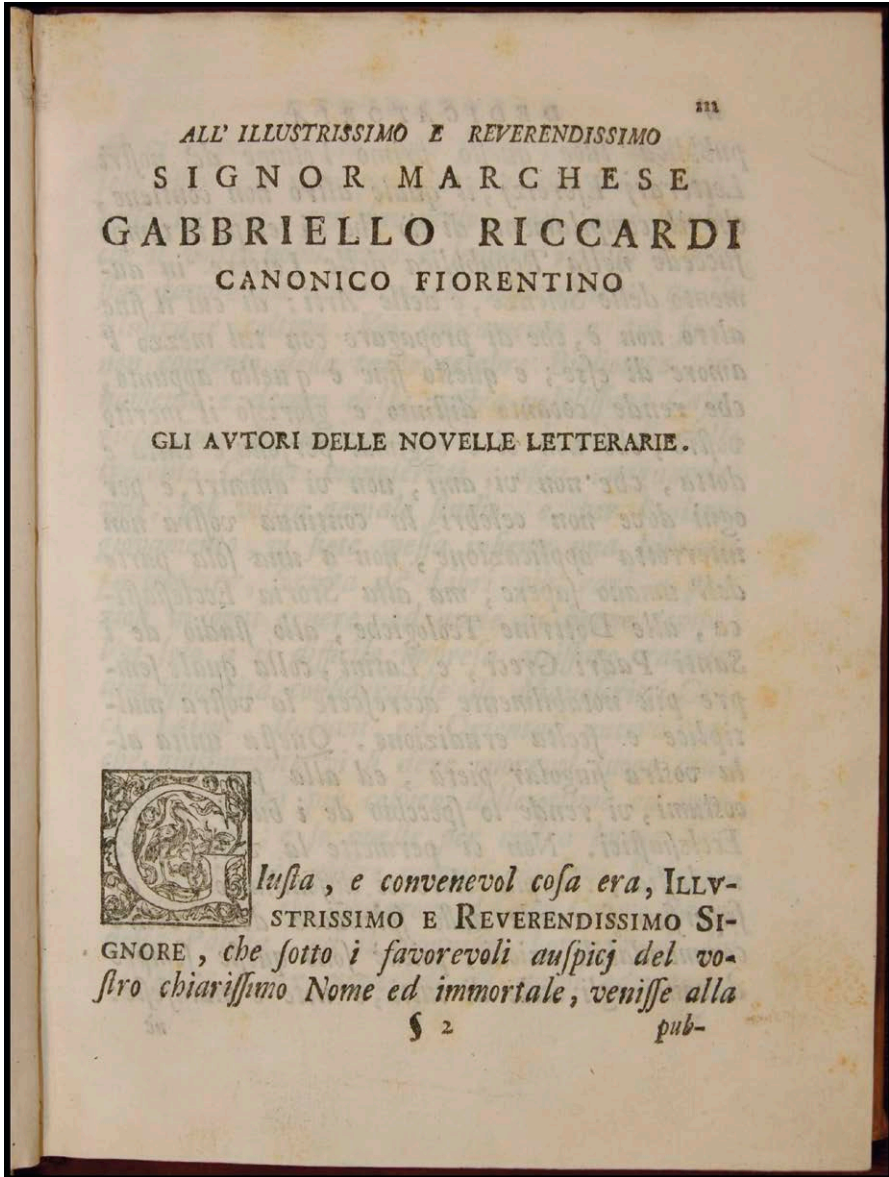 III
ALL' ILLUSTRISSIMO E REVERENDISSIMO
SIGNOR MARCHESE
GABBRIELLO RICCARDI
CANONICO FIORENTINO
GLI AVTORI DELLE NOVELLE LETTERARIE.
GIuſta, e convenevol coſa era, ILLV-
STRISSIMO E REVERENDISSIMO SI-
GNORE, che ſotto i favorevoli auſpicj del vo-
ſtro chiariſſimo Nome ed immortale, veniſſe alla
§ 2 pub-